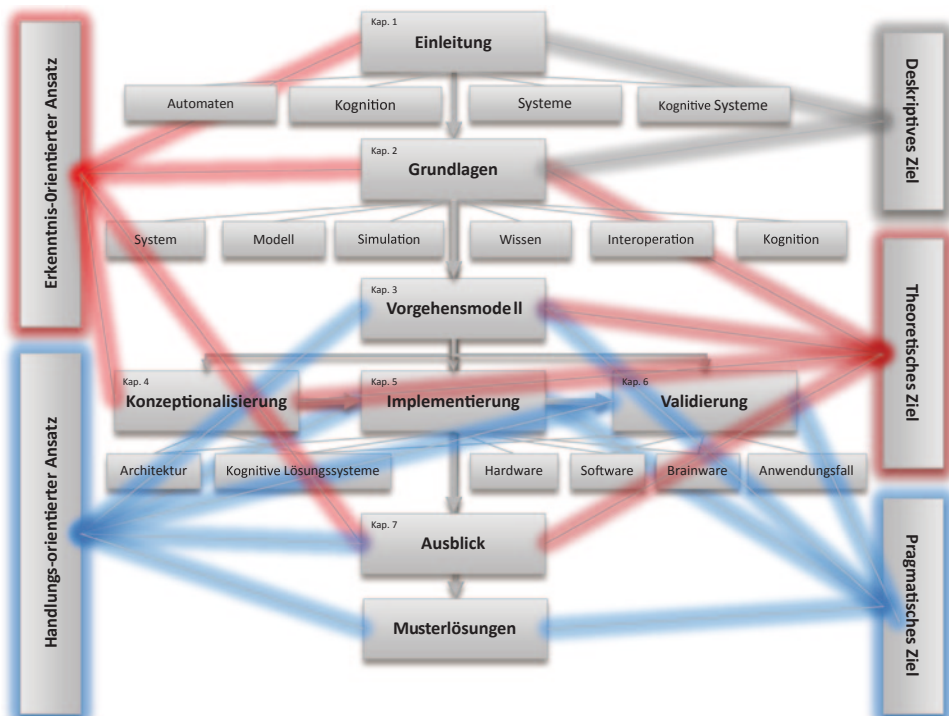 Erkenntnis-Orientierter Ansatz
Handlungs-orientierter Ansatz
Kap. 1
Einleitung
Automaten
Kognition
Systeme
Kognitive Systeme
Kap. 2
Grundlagen
System
Modell
Simulation
Wissen
Interoperation
Kognition
Kap. 3
Vorgehensmodell
Kap. 4
Konzeptionalisierung
Kap. 5
Implementierung
Kap. 6
Validierung
Architektur
Kognitive Lösungssysteme
Hardware
Software
Brainware
Anwendungsfall
Kap. 7
Ausblick
Musterlösungen
Deskriptives Ziel
Theoretisches Ziel
Pragmatisches Ziel